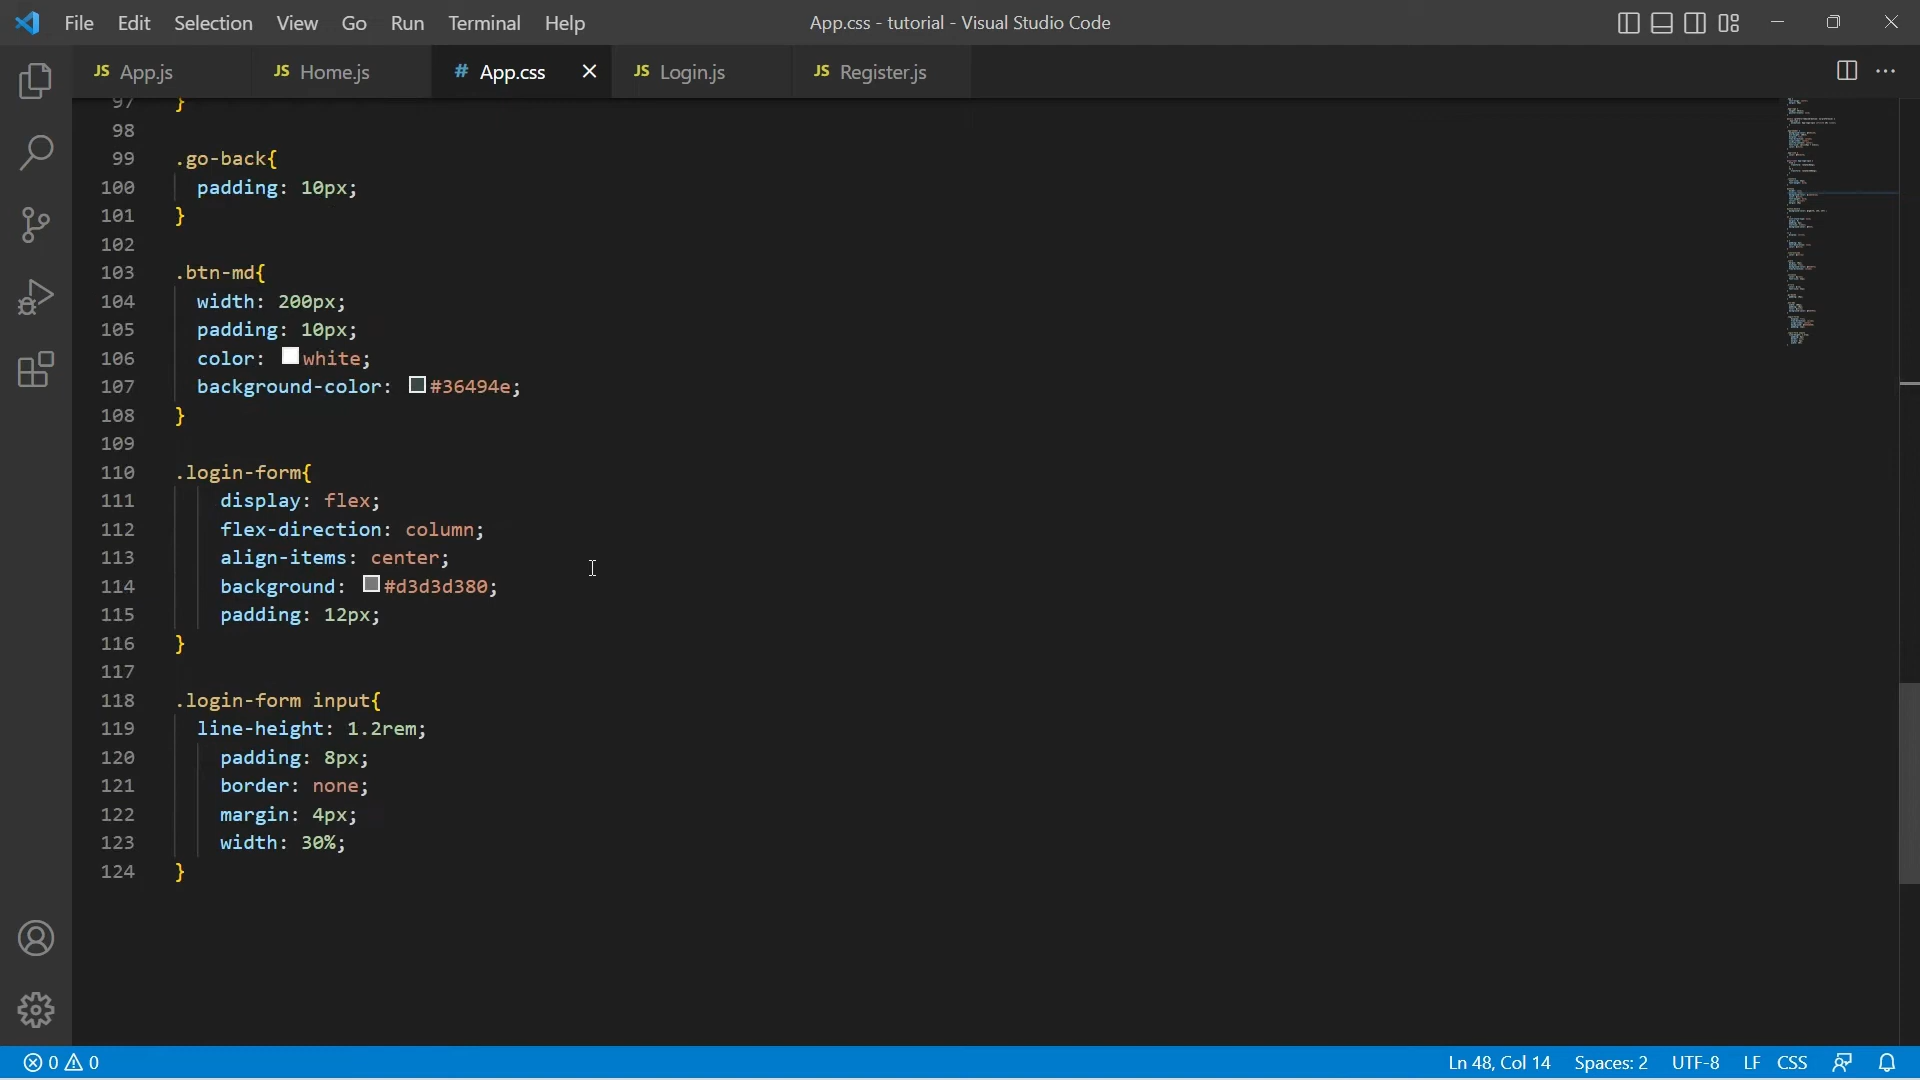 File Edit Selection View Go Run Terminal Help App.css - tutorial - Visual Studio Code
JS App.js JS Home.js # App.css JS Login.js JS Register.js
97 }
98
99 .go-back{
100 padding: 10px;
101 }
102
103 .btn-md{
104 width: 200px;
105 padding: 10px;
106 color: white;
107 background-color: #36494e;
108 }
109
110 .login-form{
111 display: flex;
112 flex-direction: column;
113 align-items: center;
114 background: #d3d3d380;
115 padding: 12px;
116 }
117
118 .login-form input{
119 line-height: 1.2rem;
120 padding: 8px;
121 border: none;
122 margin: 4px;
123 width: 30%;
124 }
0 0 Ln 48, Col 14 Spaces: 2 UTF-8 LF CSS